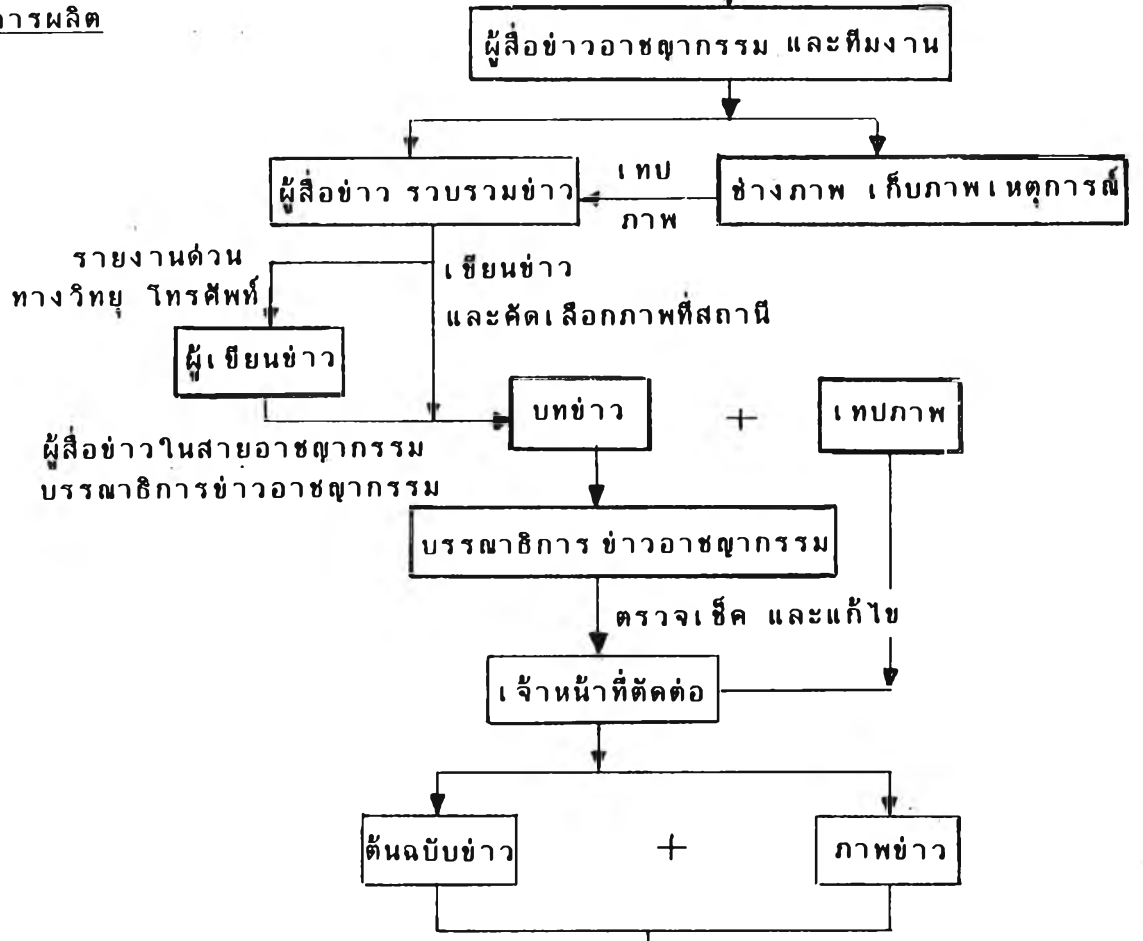 การผลิต
ผู้สื่อข่าวอาชญากรรม และทีมงาน
ผู้สื่อข่าว รวบรวมข่าว
เทป
ภาพ
ช่างภาพ เก็บภาพเหตุการณ์
รายงานด่วน
ทางวิทยุ โทรศัพท์
เขียนข่าว
และคัดเลือกภาพที่สถานี
ผู้เขียนข่าว
บทข่าว
+
เทปภาพ
ผู้สื่อข่าวในสายอาชญากรรม
บรรณาธิการข่าวอาชญากรรม
บรรณาธิการ ข่าวอาชญากรรม
ตรวจเช็ค และแก้ไข
เจ้าหน้าที่ตัดต่อ
ต้นฉบับข่าว
+
ภาพข่าว